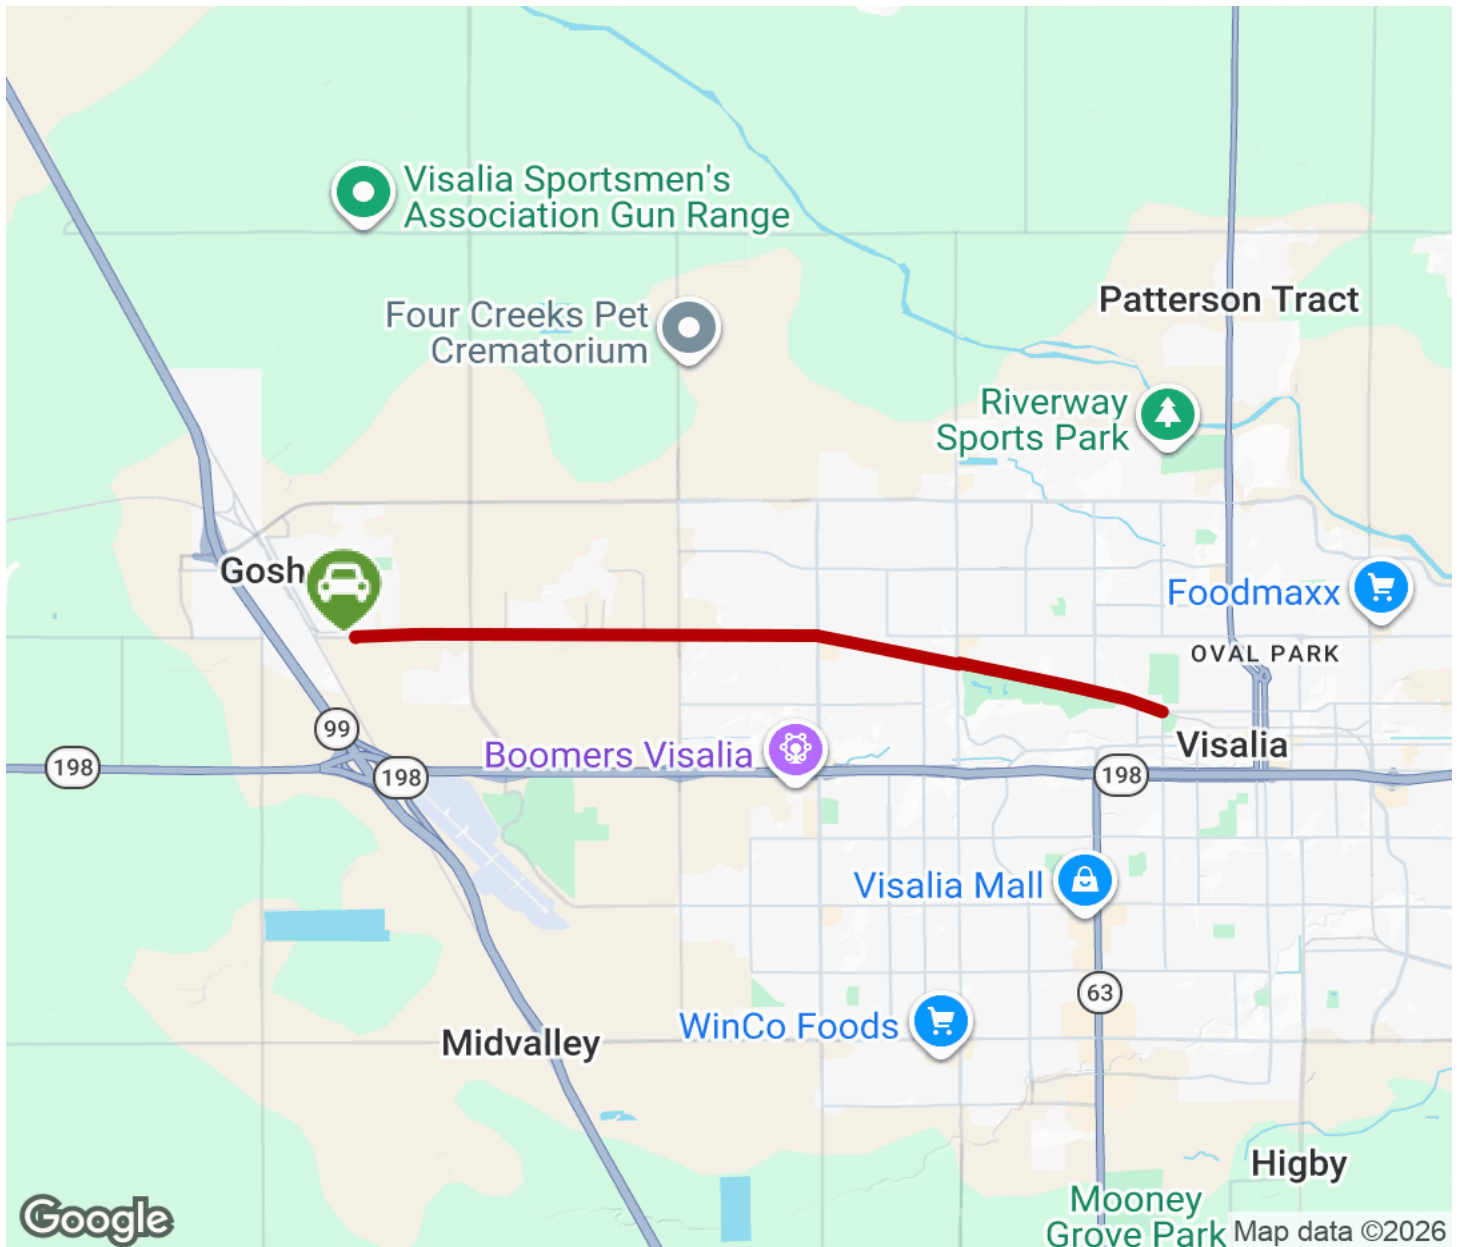 Visalia Sportsmen's
Association Gun Range
Patterson Tract
Four Creeks Pet
Crematorium
Riverway
Sports Park
Gosh
Foodmaxx
OVAL PARK
99
Visalia
Boomers Visalia
198
198
198
Visalia Mall
63
WinCo Foods
Midvalley
Higby
Mooney
Grove Park
Google
Map data ©2026